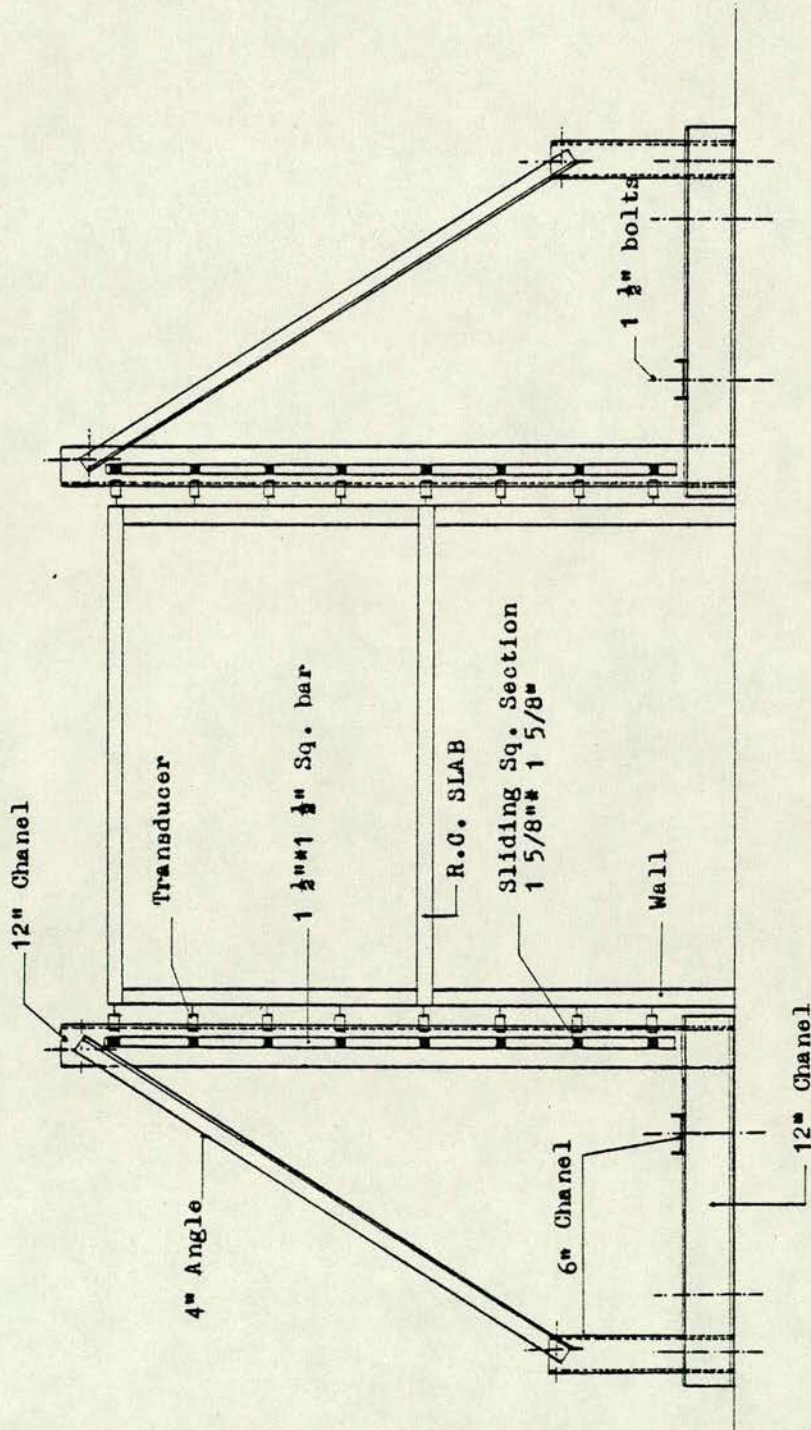 12" Chanel
Transducer
1 ½"*1 ½" Sq. bar
R.C. SLAB
Sliding Sq. Section
1 5/8"* 1 5/8"
Wall
4" Angle
6" Chanel
12" Chanel
1 ½" bolts